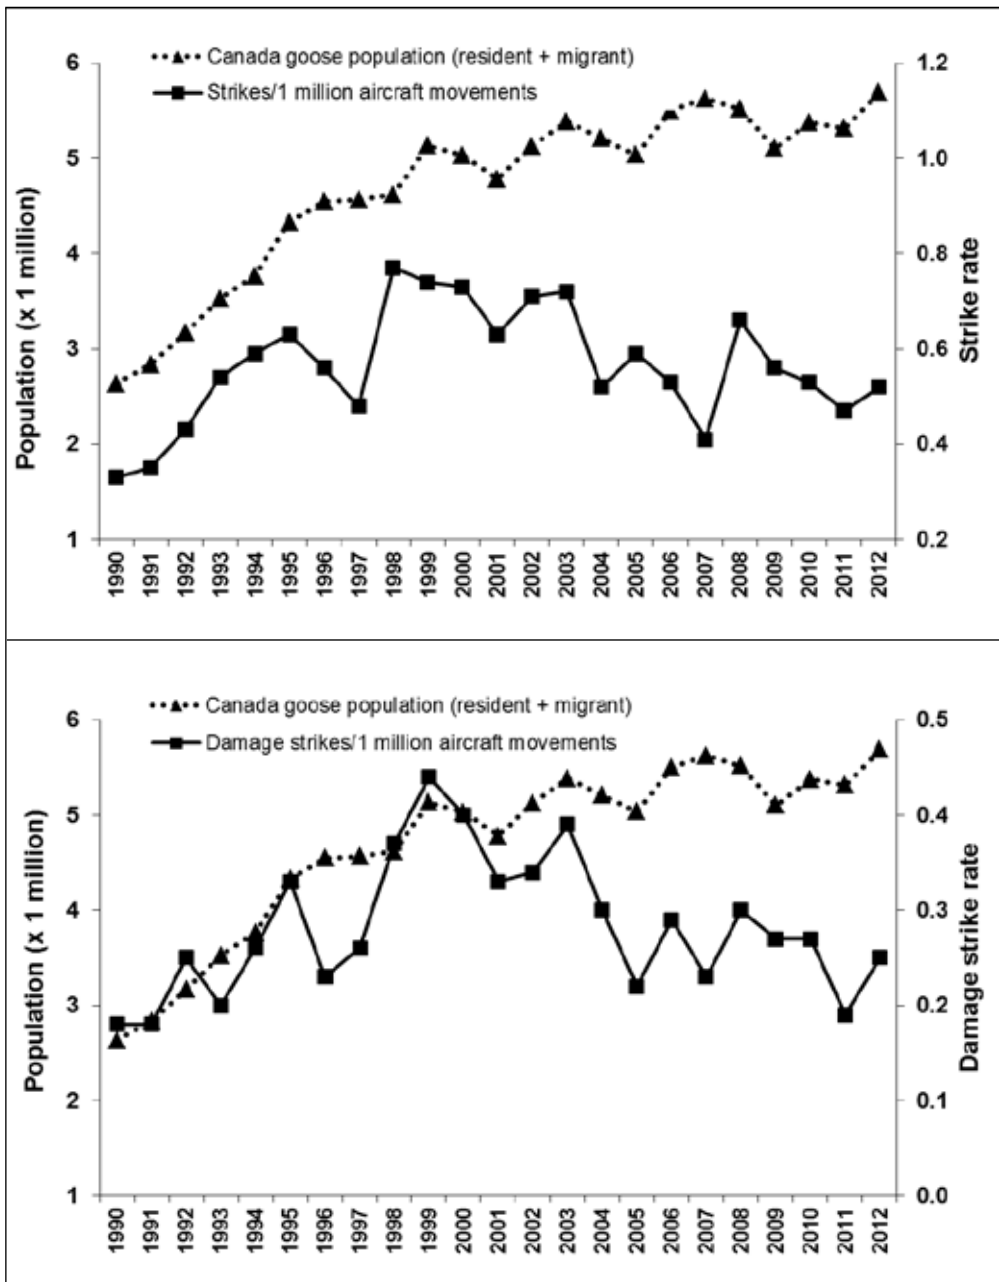 Canada goose population (resident + migrant)
Strikes/1 million aircraft movements
Population (x 1 million)
6
5
4
3
2
1
1.2
1.0
0.8
0.6
0.4
0.2
Strike rate
1990 1991 1992 1993 1994 1995 1996 1997 1998 1999 2000 2001 2002 2003 2004 2005 2006 2007 2008 2009 2010 2011 2012
Canada goose population (resident + migrant)
Damage strikes/1 million aircraft movements
Population (x 1 million)
6
5
4
3
2
1
0.5
0.4
0.3
0.2
0.1
0.0
Damage strike rate
1990 1991 1992 1993 1994 1995 1996 1997 1998 1999 2000 2001 2002 2003 2004 2005 2006 2007 2008 2009 2010 2011 2012